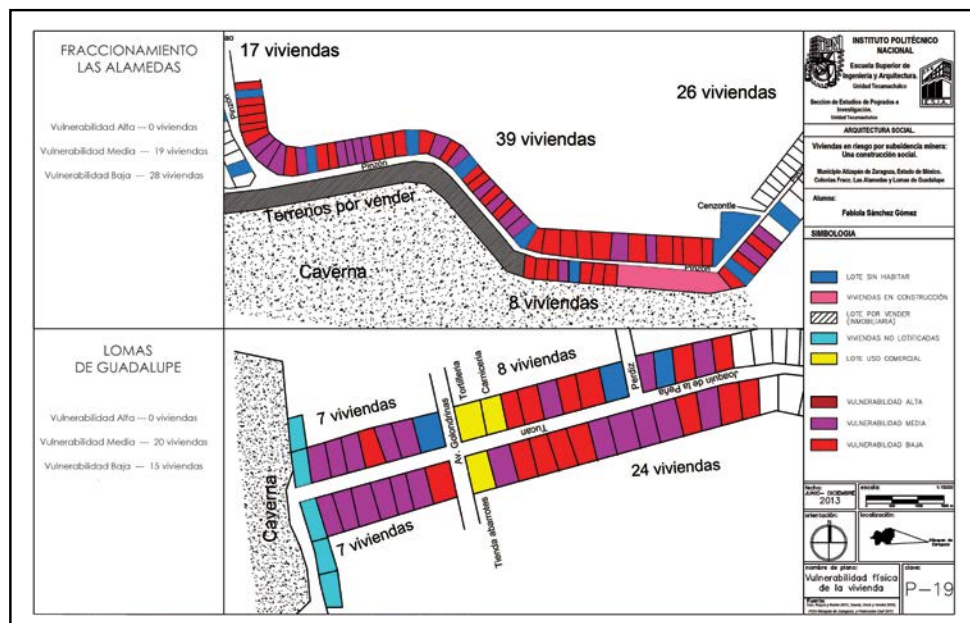 FRACCIONAMIENTO
LAS ALAMEDAS
Vulnerabilidad Alta — 0 viviendas
Vulnerabilidad Media — 19 viviendas
Vulnerabilidad Baja — 28 viviendas
17 viviendas
39 viviendas
26 viviendas
Pinzón
Pinzón
Cenzontle
Pinzón
Terrenos por vender
Caverna
8 viviendas
LOMAS
DE GUADALUPE
Vulnerabilidad Alta — 0 viviendas
Vulnerabilidad Media — 20 viviendas
Vulnerabilidad Baja — 15 viviendas
7 viviendas
8 viviendas
Tortilleria
Carniceria
Av. Golondrinas
Perdiz
Joaquin de la Peña
Tucan
Caverna
7 viviendas
Tienda abarrotes
24 viviendas
INSTITUTO POLITÉCNICO
NACIONAL
Escuela Superior de
Ingeniería y Arquitectura.
Unidad Tecamachalco
Sección de Estudios de Posgrados e
Investigación.
Unidad Tecamachalco
ARQUITECTURA SOCIAL.
Viviendas en riesgo por subsidencia minera:
Una construcción social.
Municipio Atizapán de Zaragoza, Estado de México.
Colonias Fracc. Las Alamedas y Lomas de Guadalupe
Alumna:
Fabiola Sánchez Gómez
SIMBOLOGIA
LOTE SIN HABITAR
VIVIENDAS EN CONSTRUCCIÓN
LOTE POR VENDER
(INMOBILIARIA)
VIVIENDAS NO LOTIFICADAS
LOTE USO COMERCIAL
VULNERABILIDAD ALTA
VULNERABILIDAD MEDIA
VULNERABILIDAD BAJA
fecha:
JUNIO- DICIEMBRE
2013
escala:
orientación:
localización:
nombre de plano:
Vulnerabilidad física
de la vivienda
clave:
P-19
Fuente: